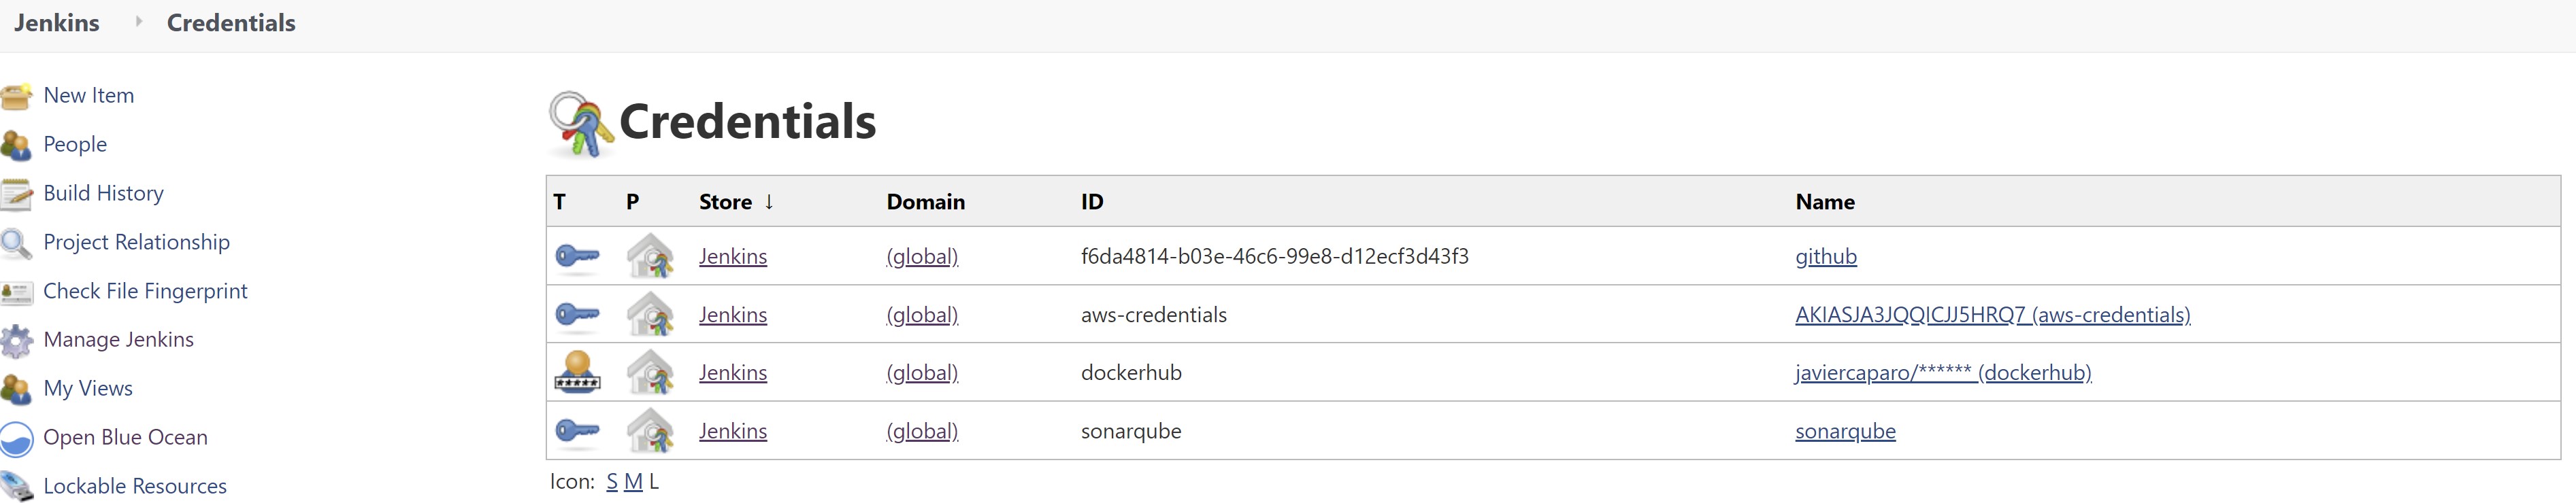 Jenkins Credentials
New Item
People
Build History
Project Relationship
Check File Fingerprint
Manage Jenkins
My Views
Open Blue Ocean
Lockable Resources
Credentials
T P Store ↓ Domain ID Name
Jenkins (global) f6da4814-b03e-46c6-99e8-d12ecf3d43f3 github
Jenkins (global) aws-credentials AKIASJA3JQQICJJ5HRQ7 (aws-credentials)
Jenkins (global) dockerhub javiercaparo/****** (dockerhub)
Jenkins (global) sonarqube sonarqube
Icon: S M L